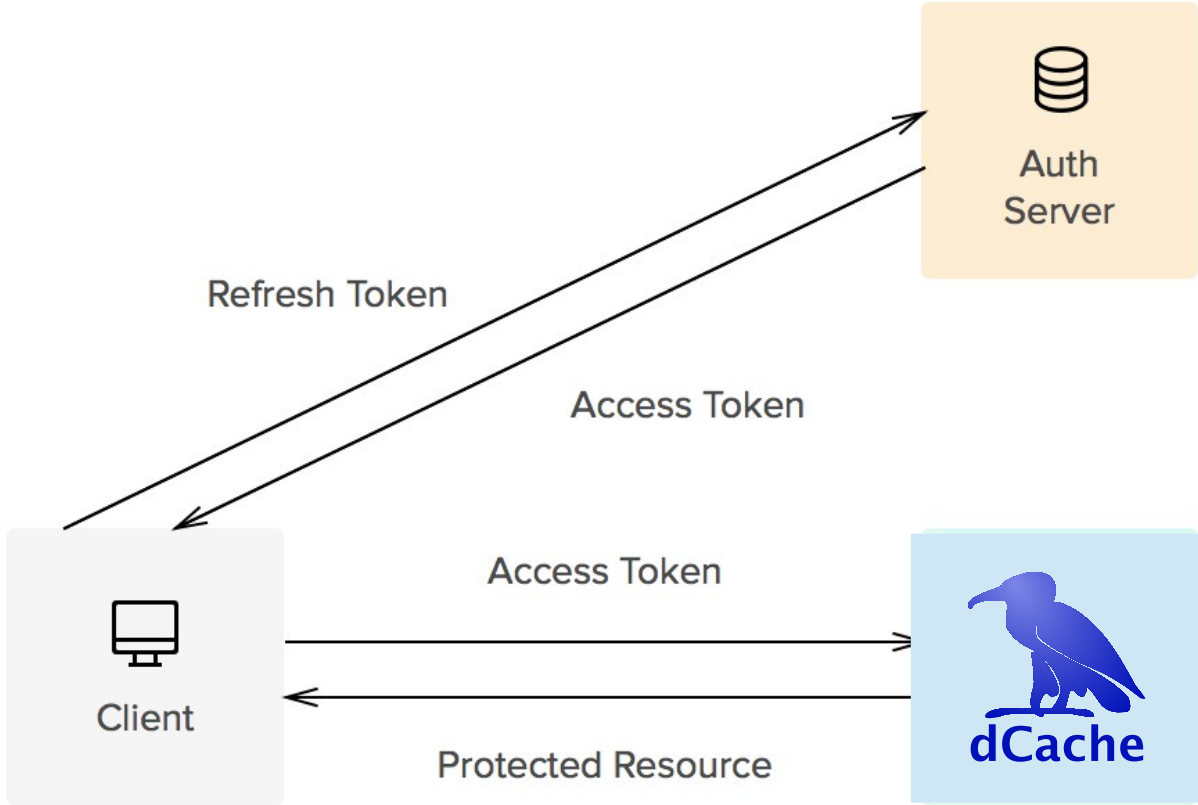 Auth
Server
Refresh Token
Access Token
Access Token
Client
dCache
Protected Resource